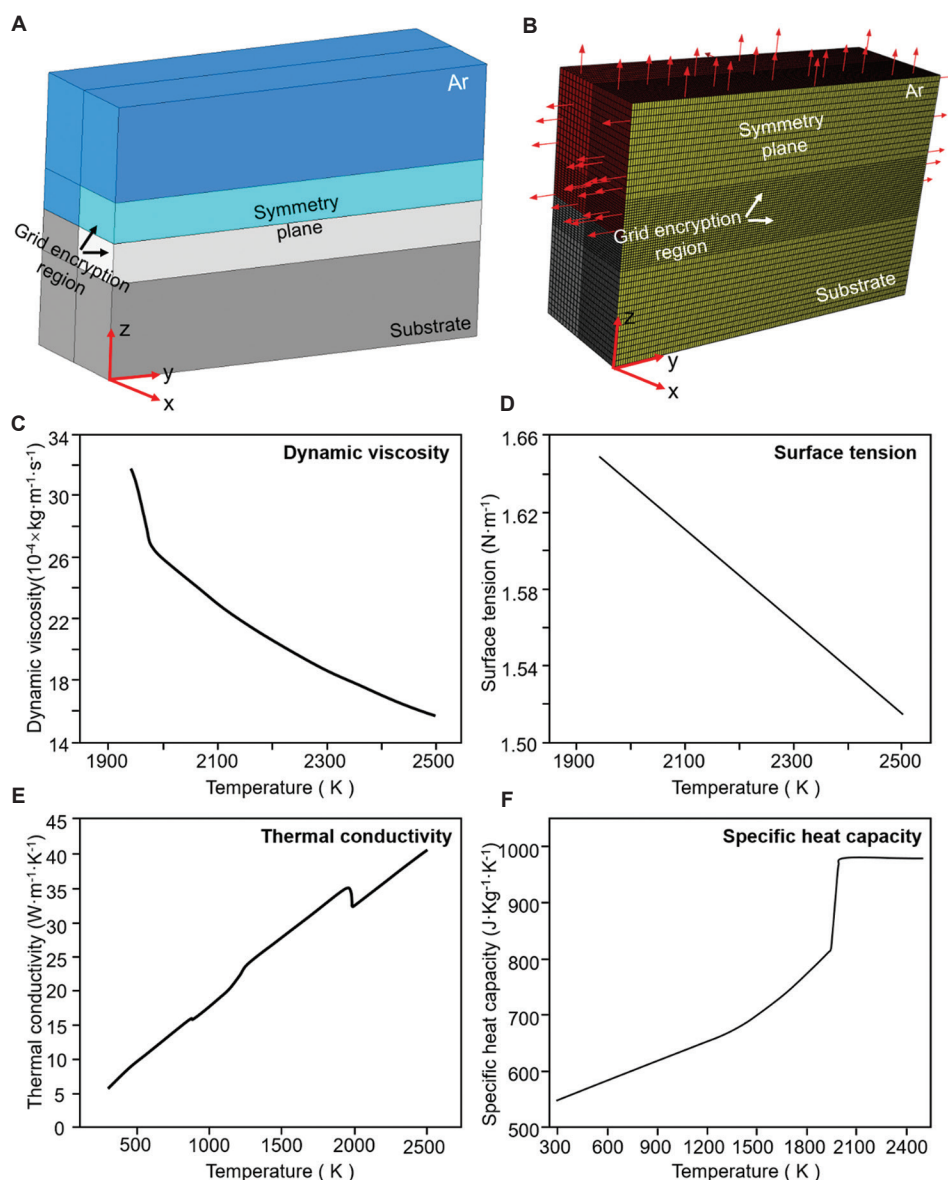 A
Ar
Symmetry
plane
Grid encryption
region
Substrate
z
y
x
B
Ar
Symmetry
plane
Grid encryption
region
Substrate
z
y
x
C
Dynamic viscosity
Dynamic viscosity(10⁻⁴×kg·m⁻¹·s⁻¹)
34
30
26
22
18
14
1900
2100
2300
2500
Temperature ( K )
D
Surface tension
Surface tension (N·m⁻¹)
1.66
1.62
1.58
1.54
1.50
1900
2100
2300
2500
Temperature ( K )
E
Thermal conductivity
Thermal conductivity (W·m⁻¹·K⁻¹)
45
40
35
30
25
20
15
10
5
0
500
1000
1500
2000
2500
Temperature ( K )
F
Specific heat capacity
Specific heat capacity (J·Kg⁻¹·K⁻¹)
1000
900
800
700
600
500
300
600
900
1200
1500
1800
2100
2400
Temperature ( K )